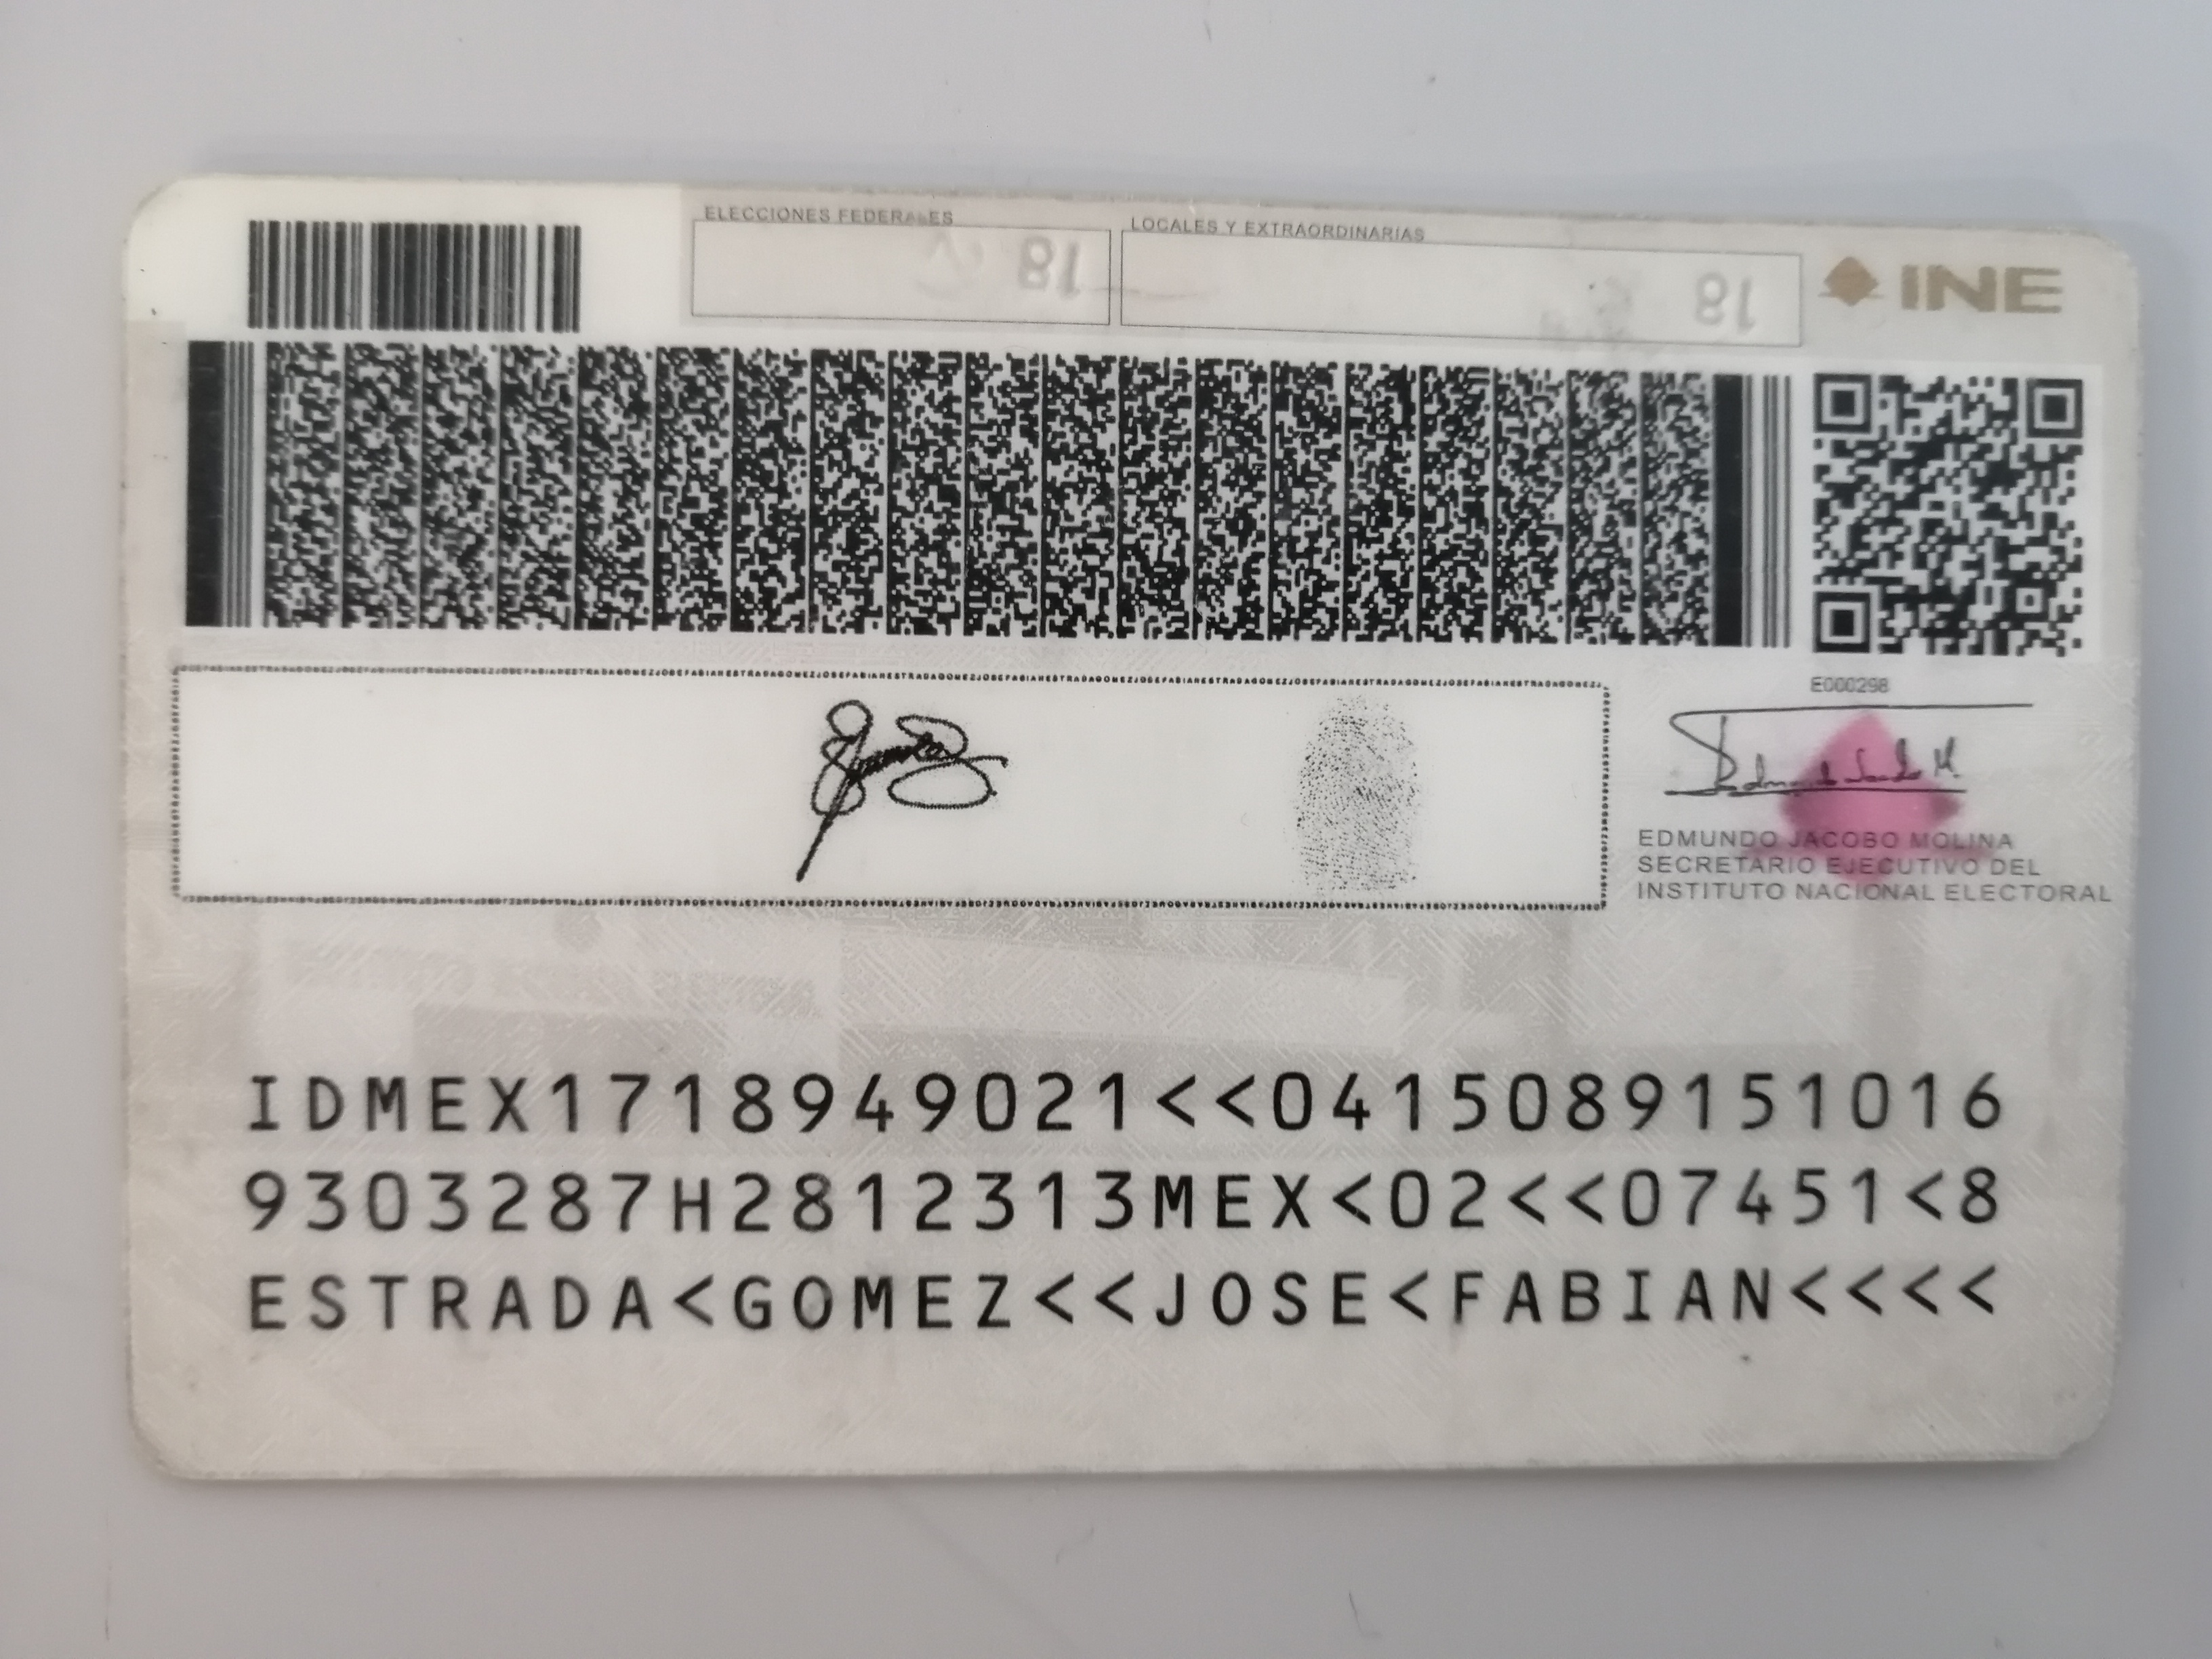 ELECCIONES FEDERALES
LOCALES Y EXTRAORDINARIAS
18
18
INE
E000298
EDMUNDO JACOBO MOLINA
SECRETARIO EJECUTIVO DEL
INSTITUTO NACIONAL ELECTORAL
IDMEX1718949021<<0415089151016
9303287H2812313MEX<02<<07451<8
ESTRADA<GOMEZ<<JOSE<FABIAN<<<<